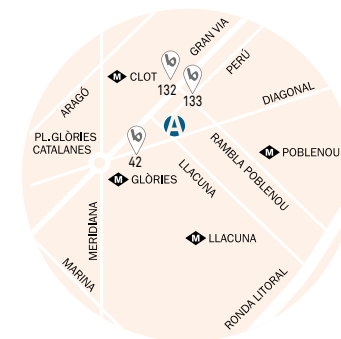 GRAN VIA
PERÚ
M CLOT
132
133
ARAGÓ
DIAGONAL
A
PL.GLÒRIES
CATALANES
42
RAMBLA POBLENOU
M POBLENOU
M GLÒRIES
LLACUNA
MERIDIANA
M LLACUNA
MARINA
RONDA LITORAL